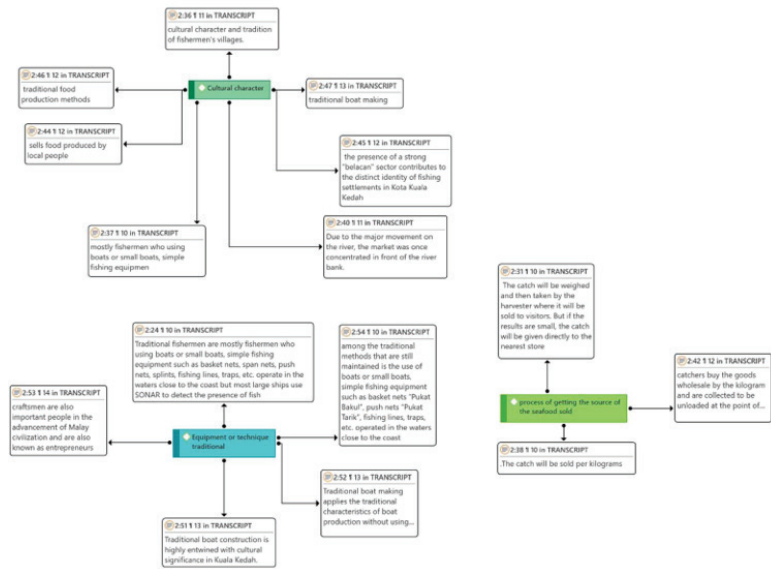 2:36 ¶ 11 in TRANSCRIPT
cultural character and tradition
of fishermen's villages.
2:46 ¶ 12 in TRANSCRIPT
traditional food
production methods
Cultural character
2:47 ¶ 13 in TRANSCRIPT
traditional boat making
2:44 ¶ 12 in TRANSCRIPT
sells food produced by
local people
2:45 ¶ 12 in TRANSCRIPT
the presence of a strong
"belacan" sector contributes to
the distinct identity of fishing
settlements in Kota Kuala
Kedah
2:37 ¶ 10 in TRANSCRIPT
mostly fishermen who using
boats or small boats, simple
fishing equipmen
2:40 ¶ 11 in TRANSCRIPT
Due to the major movement on
the river, the market was once
concentrated in front of the river
bank.
2:24 ¶ 10 in TRANSCRIPT
Traditional fishermen are mostly fishermen who
using boats or small boats, simple fishing
equipment such as basket nets, span nets, push
nets, splints, fishing lines, traps, etc. operate in the
waters close to the coast but most large ships use
SONAR to detect the presence of fish
2:54 ¶ 10 in TRANSCRIPT
among the traditional
methods that are still
maintained is the use of
boats or small boats,
simple fishing equipment
such as basket nets "Pukat
Bakul", push nets "Pukat
Tarik", fishing lines, traps,
etc. operated in the waters
close to the coast
2:53 ¶ 14 in TRANSCRIPT
craftsmen are also
important people in the
advancement of Malay
civilization and are also
known as entrepreneurs
Equipment or technique
traditional
2:52 ¶ 13 in TRANSCRIPT
Traditional boat making
applies the traditional
characteristics of boat
production without using...
2:51 ¶ 13 in TRANSCRIPT
Traditional boat construction is
highly entwined with cultural
significance in Kuala Kedah.
2:31 ¶ 10 in TRANSCRIPT
The catch will be weighed
and then taken by the
harvester where it will be
sold to visitors. But if the
results are small, the catch
will be given directly to the
nearest store
2:42 ¶ 12 in TRANSCRIPT
catchers buy the goods
wholesale by the kilogram
and are collected to be
unloaded at the point of...
process of getting the source of
the seafood sold
2:38 ¶ 10 in TRANSCRIPT
.The catch will be sold per kilograms